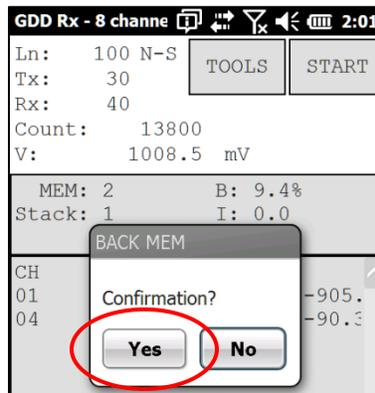 GDD Rx - 8 channe 2:01
Ln: 100 N-S
TOOLS START
Tx: 30
Rx: 40
Count: 13800
V: 1008.5 mV
MEM: 2 B: 9.4%
Stack: 1 I: 0.0
BACK MEM
CH
Confirmation?
01 -905.
04 -90.3
Yes No